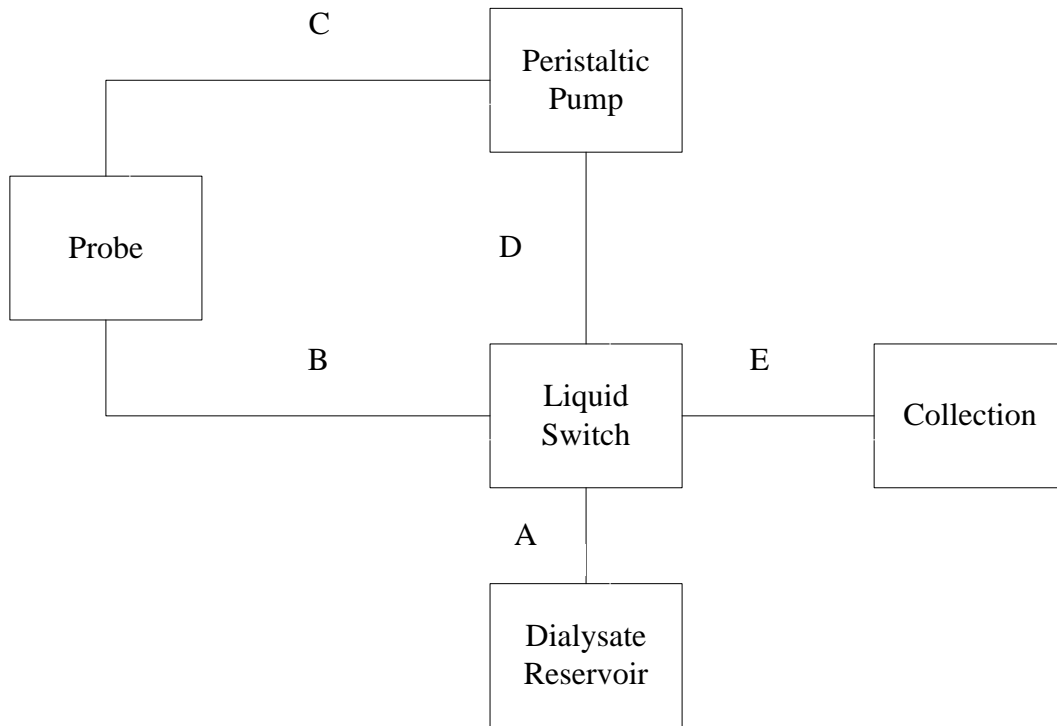 C
Peristaltic
Pump
Probe
D
B
E
Liquid
Switch
Collection
A
Dialysate
Reservoir